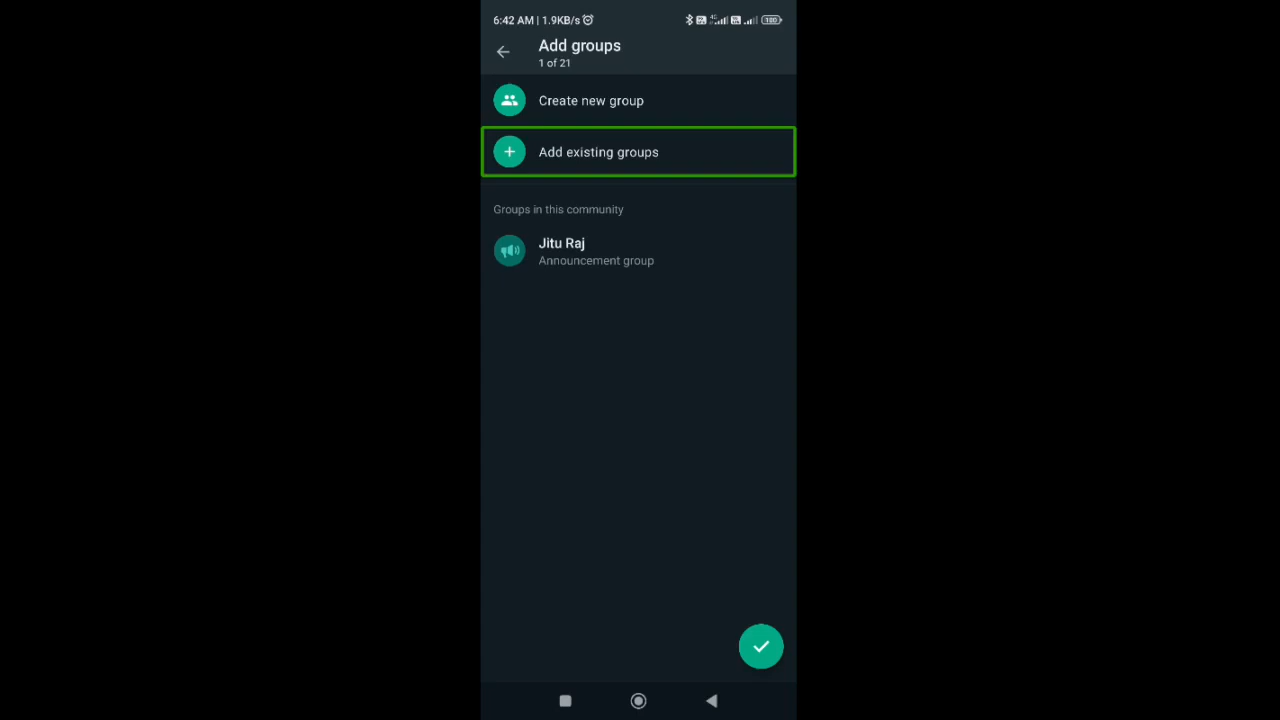 6:42 AM | 1.9KB/s
Add groups
1 of 21
Create new group
Add existing groups
Groups in this community
Jitu Raj
Announcement group